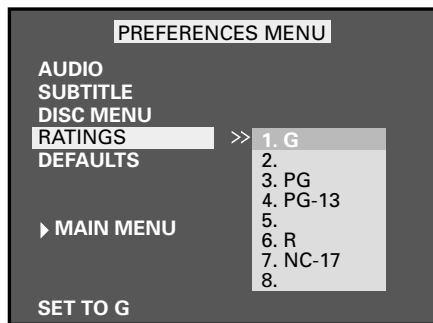 PREFERENCES MENU
AUDIO
SUBTITLE
DISC MENU
RATINGS >>
DEFAULTS
MAIN MENU
1. G
2.
3. PG
4. PG-13
5.
6. R
7. NC-17
8.
SET TO G